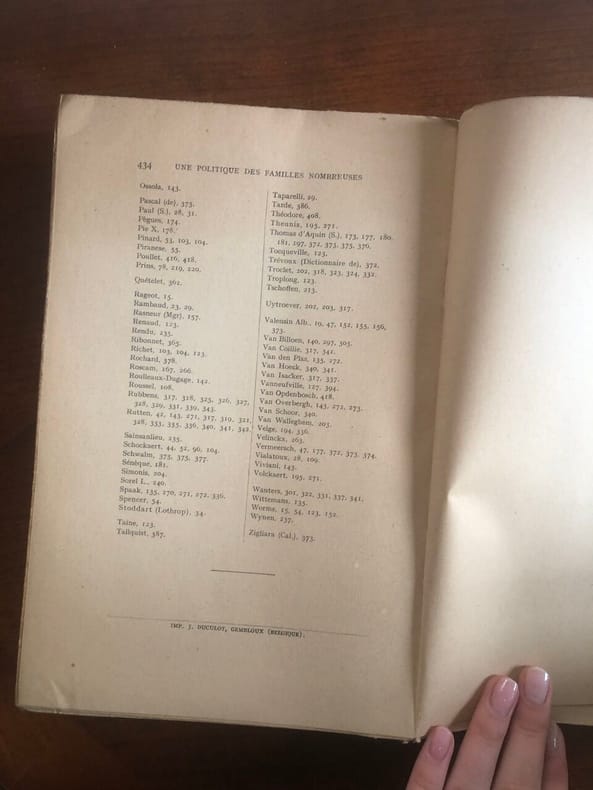 434 UNE POLITIQUE DES FAMILLES NOMBREUSES
Ossola, 143.
Pascal (de), 373.
Paul (S.), 28, 31.
Pègues, 174.
Pie X, 178.
Pinard, 53, 103, 104.
Piranese, 55.
Poullet, 416, 418.
Prins, 78, 219, 220.
Quételet, 362.
Rageot, 15.
Rambaud, 23, 29.
Rasneur (Mgr), 157.
Renaud, 123.
Rendu, 235.
Ribonnet, 365.
Richet, 103, 104, 123.
Rochard, 378.
Roscam, 167, 266.
Roulleaux-Dugage, 142.
Roussel, 108.
Rubbens, 317, 318, 325, 326, 327,
328, 329, 331, 339, 343.
Rutten, 42, 143, 271, 317, 319, 321,
328, 333, 335, 336, 340, 341, 342.
Sainsanlieu, 235.
Schockaert, 44, 52, 96, 104.
Schwalm, 373, 375, 377.
Sénèque, 181.
Simonis, 204.
Sorel L., 240.
Spaak, 135, 270, 271, 272, 336.
Spencer, 54.
Stoddart (Lothrop), 34.
Taine, 123.
Tallquist, 387.
Taparelli, 29.
Tarde, 386.
Théodore, 408.
Theunis, 195, 271.
Thomas d'Aquin (S.), 173, 177, 180,
181, 297, 372, 373, 375, 376.
Tocqueville, 123.
Trévoux (Dictionnaire de), 372.
Troclet, 202, 318, 323, 324, 332.
Troplong, 123.
Tschoffen, 213.
Uytroever, 202, 203, 317.
Valensin Alb., 19, 47, 152, 155, 156,
373.
Van Billoen, 140, 297, 303.
Van Coillie, 317, 341.
Van den Plas, 135, 272.
Van Hoeck, 340, 341.
Van Isacker, 317, 337.
Vanneufville, 127, 394.
Van Opdenbosch, 418.
Van Overbergh, 143, 272, 273.
Van Schoor, 340.
Van Walleghem, 203.
Velge, 194, 336.
Velinckx, 263.
Vermeersch, 47, 177, 372, 373, 374.
Vialatoux, 28, 109.
Viviani, 143.
Volckaert, 195, 271.
Wauters, 301, 322, 331, 337, 341.
Wittemans, 135.
Worms, 15, 54, 123, 152.
Wynen, 237.
Zigliara (Cal.), 373.
IMP. J. DUCULOT, GEMBLOUX (BELGIQUE).